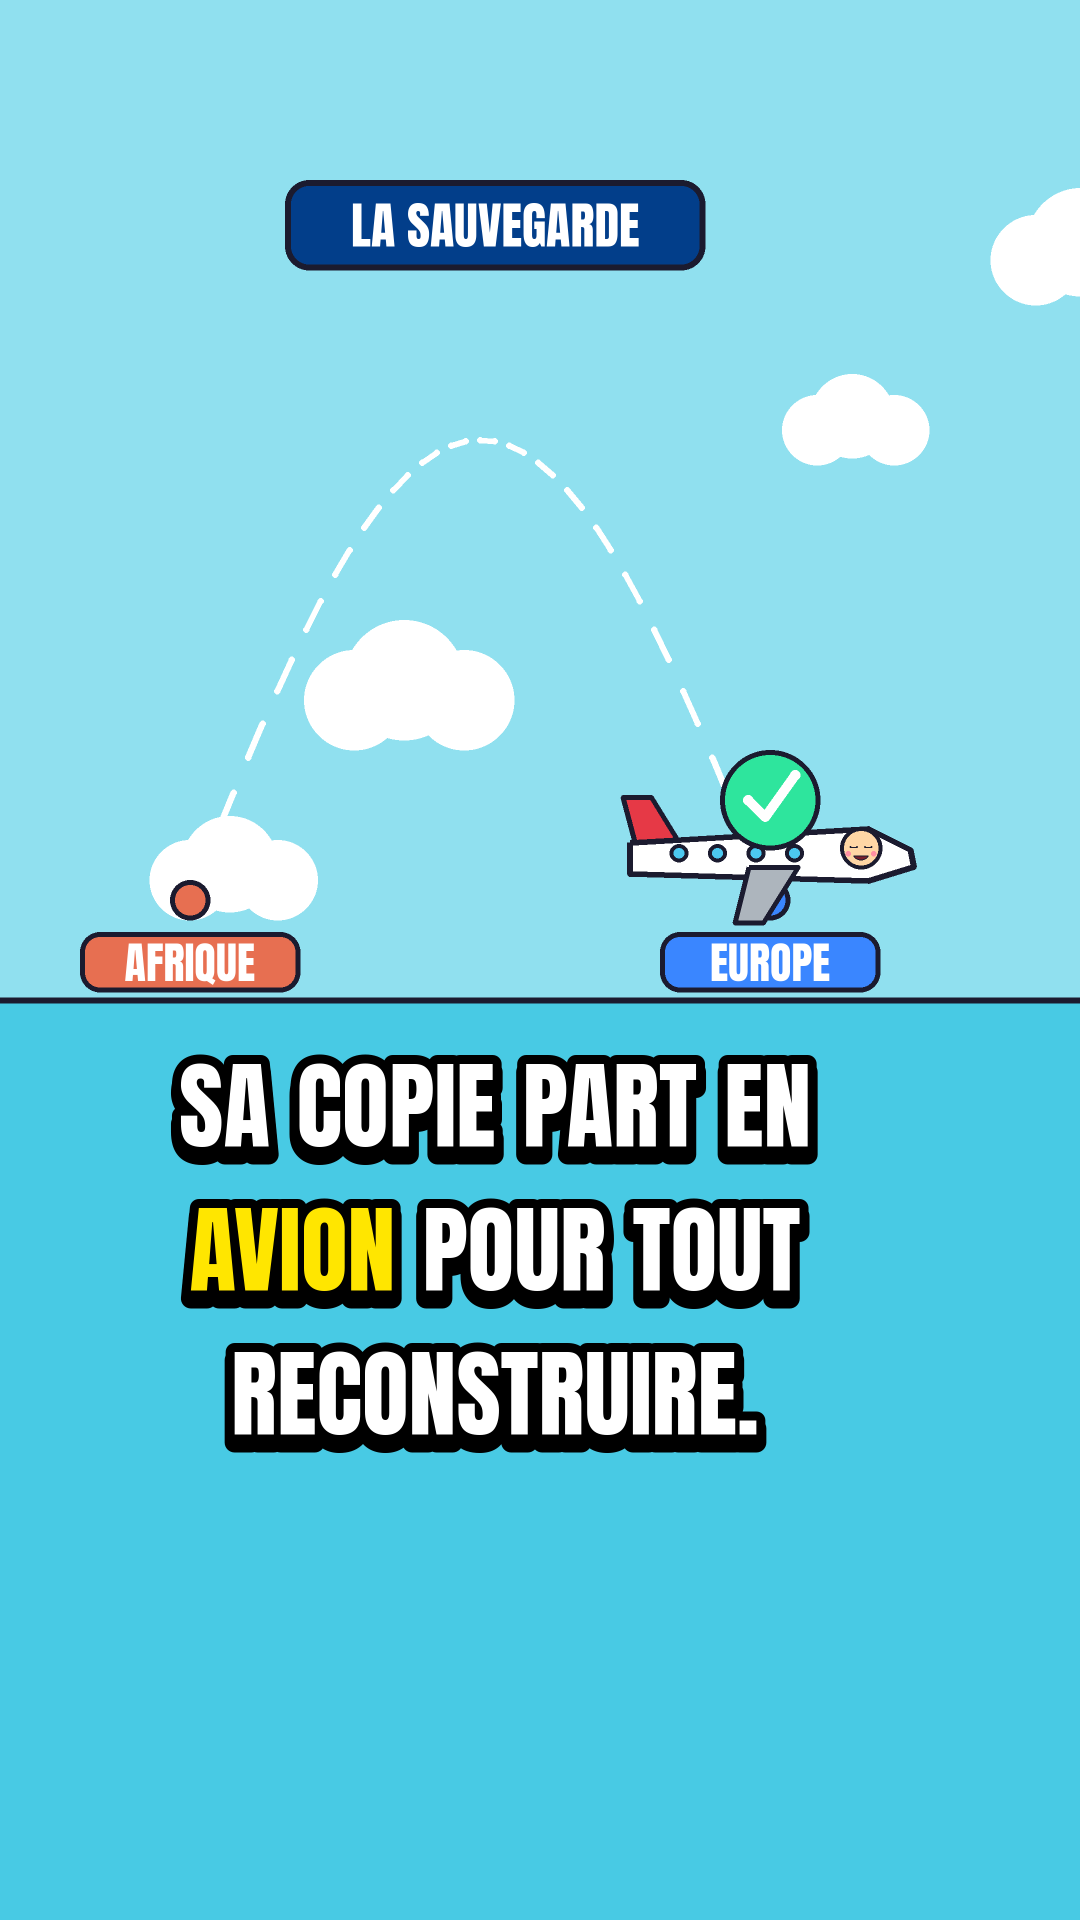 LA SAUVEGARDE
AFRIQUE
EUROPE
SA COPIE PART EN
AVION POUR TOUT
RECONSTRUIRE.